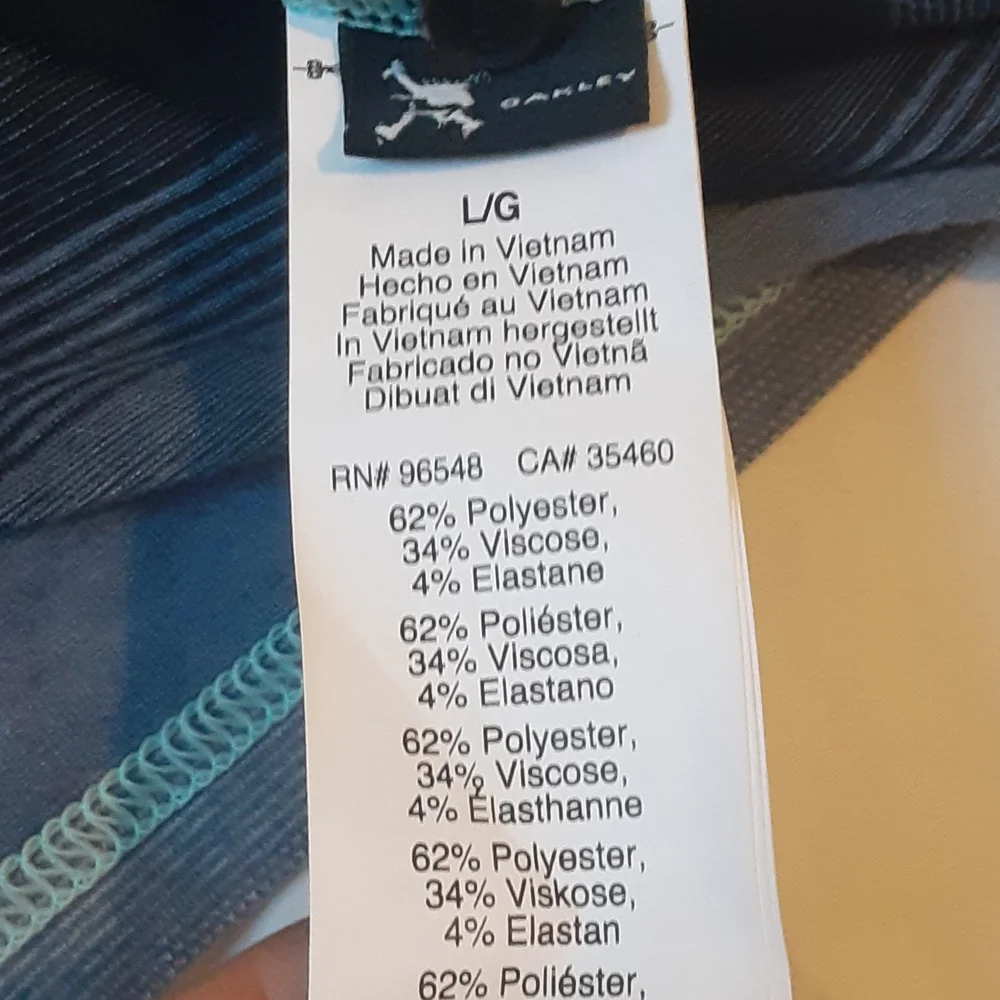 OAKLEY
L/G
Made in Vietnam
Hecho en Vietnam
Fabriqué au Vietnam
In Vietnam hergestellt
Fabricado no Vietnã
Dibuat di Vietnam
RN# 96548 CA# 35460
62% Polyester,
34% Viscose,
4% Elastane
62% Poliéster,
34% Viscosa,
4% Elastano
62% Polyester,
34% Viscose,
4% Élasthanne
62% Polyester,
34% Viskose,
4% Elastan
62% Poliéster,